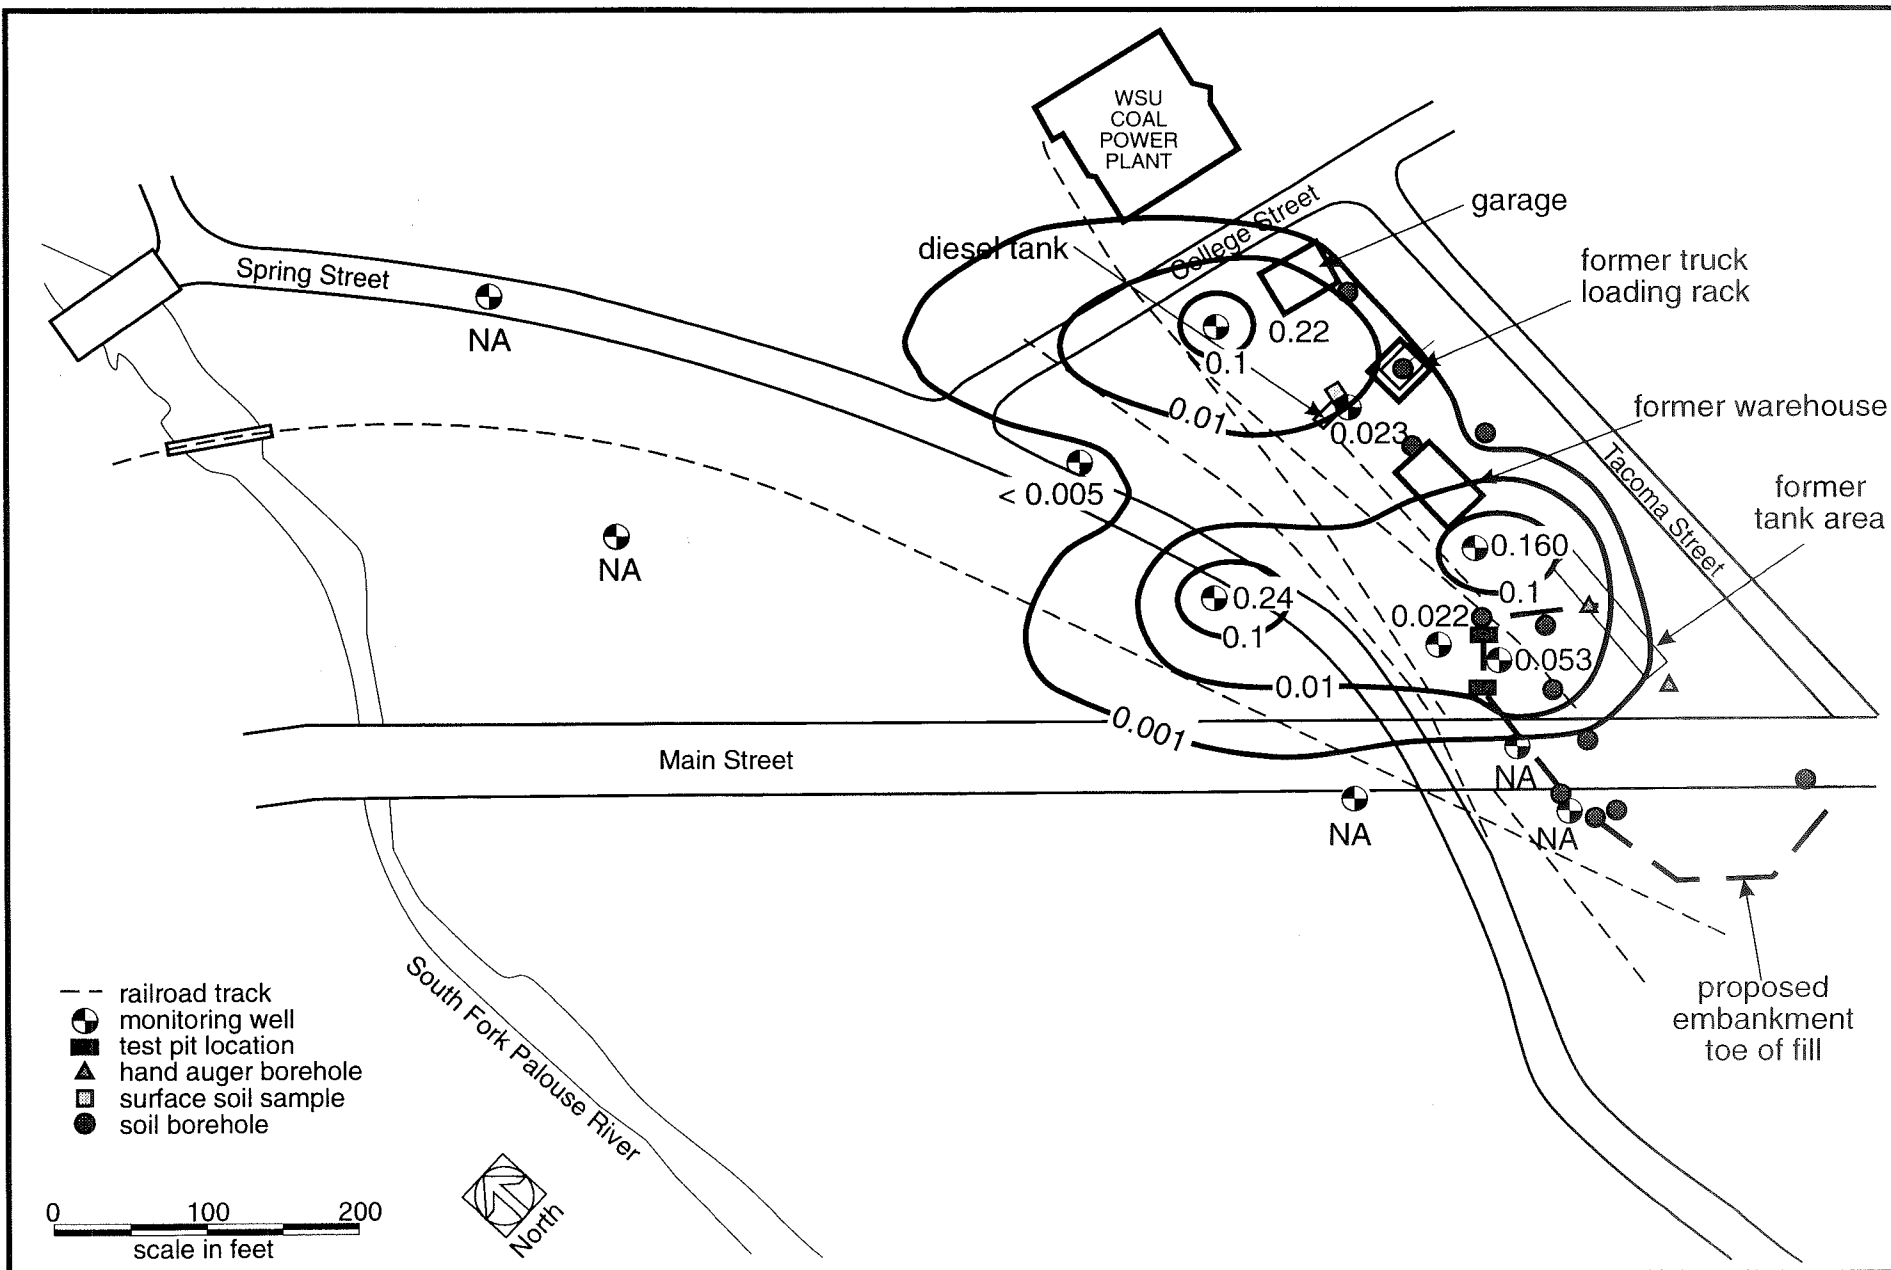 WSU
COAL
POWER
PLANT
garage
College Street
diesel tank
former truck
loading rack
Spring Street
NA
0.22
0.1
0.01
0.023
former warehouse
Tacoma Street
former
tank area
< 0.005
NA
0.160
0.1
0.24
0.1
0.022
0.053
0.01
0.001
Main Street
NA
NA
NA
proposed
embankment
toe of fill
South Fork Palouse River
railroad track
monitoring well
test pit location
hand auger borehole
surface soil sample
soil borehole
0 100 200
scale in feet
North